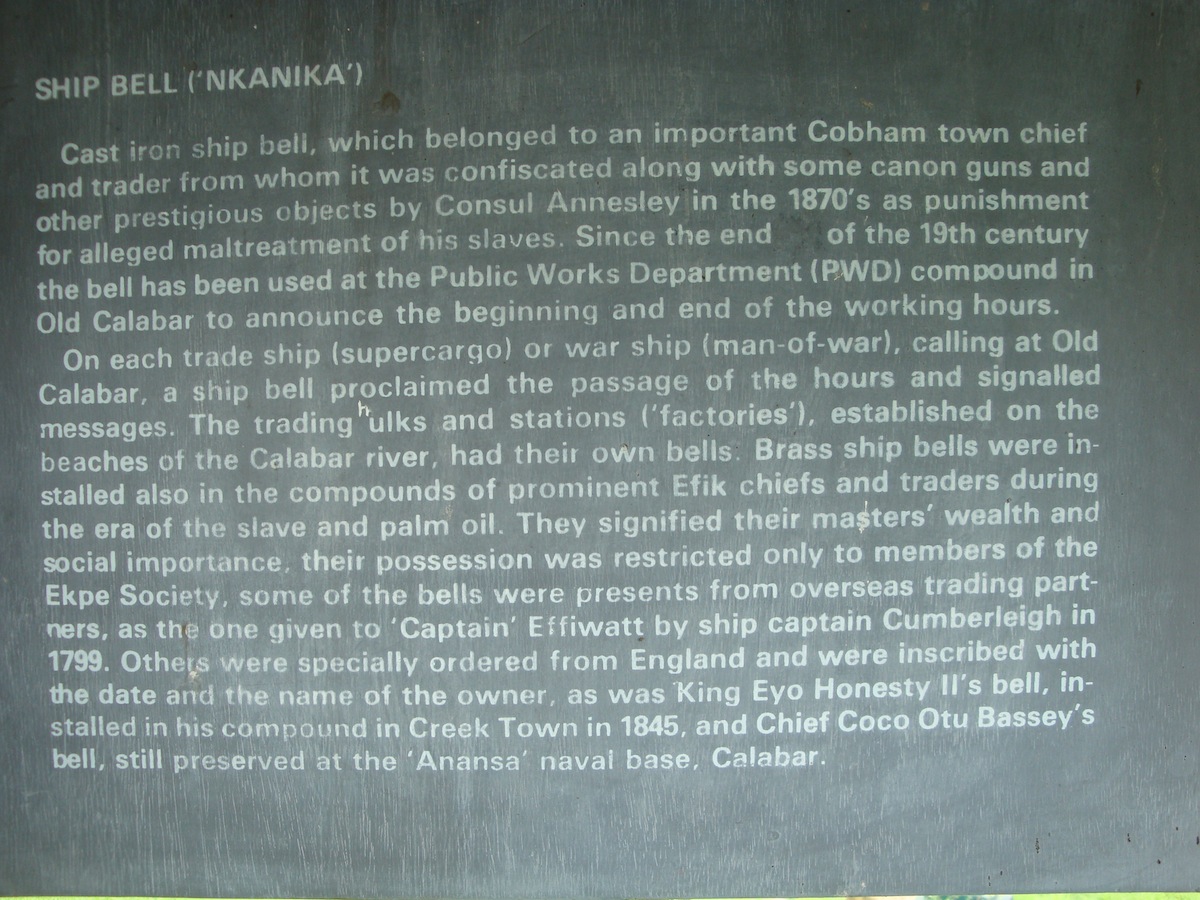 SHIP BELL ('NKANIKA')
Cast iron ship bell, which belonged to an important Cobham town chief
and trader from whom it was confiscated along with some canon guns and
other prestigious objects by Consul Annesley in the 1870's as punishment
for alleged maltreatment of his slaves. Since the end of the 19th century
the bell has been used at the Public Works Department (PWD) compound in
Old Calabar to announce the beginning and end of the working hours.
On each trade ship (supercargo) or war ship (man-of-war), calling at Old
Calabar, a ship bell proclaimed the passage of the hours and signalled
messages. The trading hulks and stations ('factories'), established on the
beaches of the Calabar river, had their own bells. Brass ship bells were in-
stalled also in the compounds of prominent Efik chiefs and traders during
the era of the slave and palm oil. They signified their masters' wealth and
social importance, their possession was restricted only to members of the
Ekpe Society, some of the bells were presents from overseas trading part-
ners, as the one given to 'Captain' Effiwatt by ship captain Cumberleigh in
1799. Others were specially ordered from England and were inscribed with
the date and the name of the owner, as was King Eyo Honesty II's bell, in-
stalled in his compound in Creek Town in 1845, and Chief Coco Otu Bassey's
bell, still preserved at the 'Anansa' naval base, Calabar.